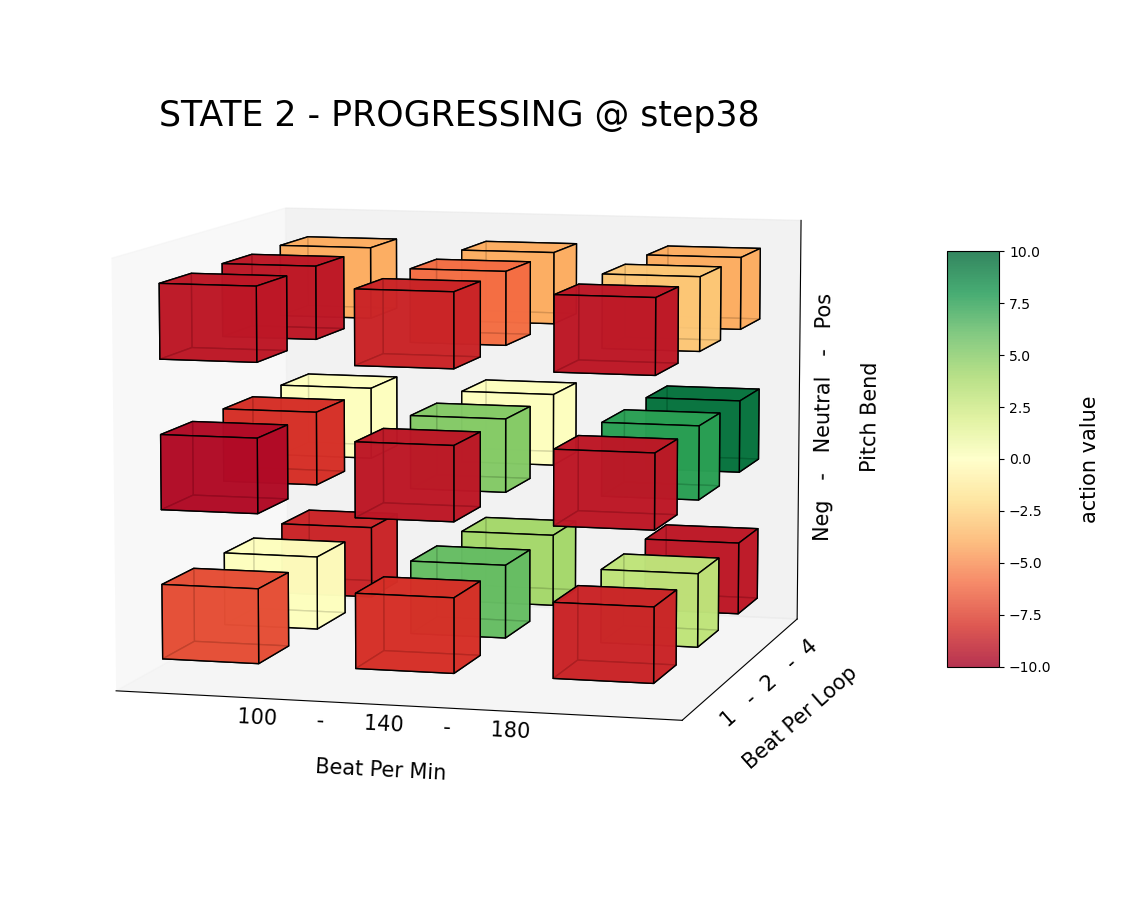 STATE 2 - PROGRESSING @ step38
Neg - Neutral - Pos
Pitch Bend
100 - 140 - 180
Beat Per Min
1 - 2 - 4
Beat Per Loop
10.0
7.5
5.0
2.5
0.0
−2.5
−5.0
−7.5
−10.0
action value